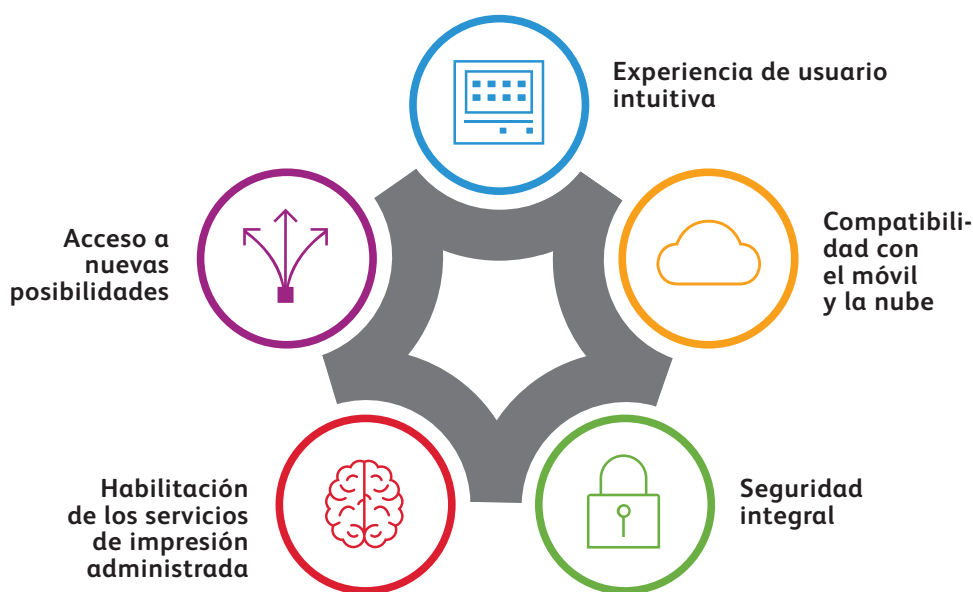 Experiencia de usuario
intuitiva
Compatibili-
dad con
el móvil
y la nube
Seguridad
integral
Habilitación
de los servicios
de impresión
administrada
Acceso a
nuevas
posibilidades